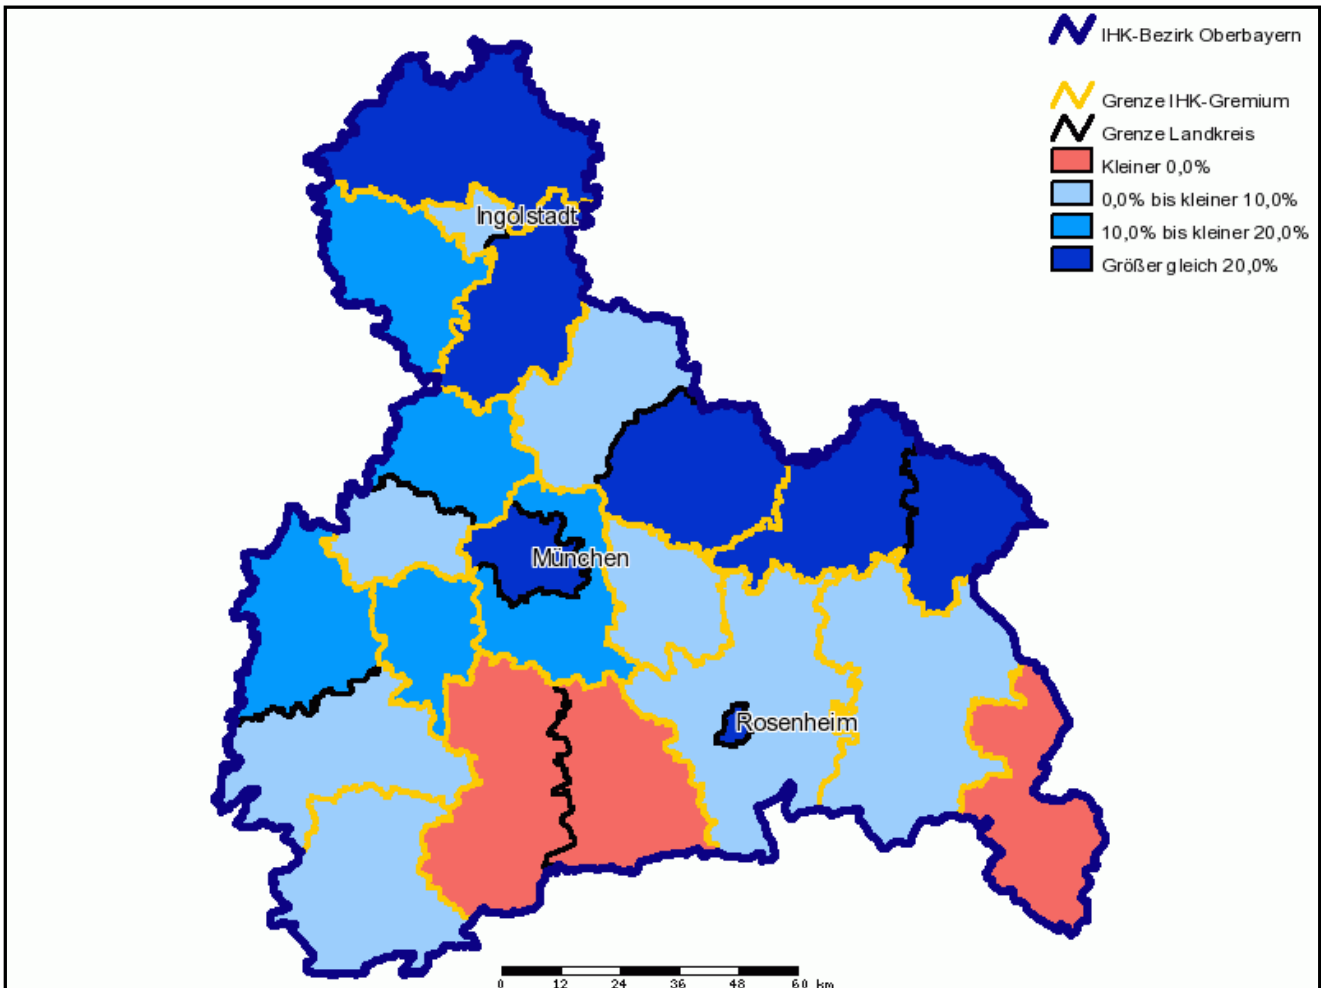 IHK-Bezirk Oberbayern
Grenze IHK-Gremium
Grenze Landkreis
Kleiner 0,0%
0,0% bis kleiner 10,0%
10,0% bis kleiner 20,0%
Größer gleich 20,0%
Ingolstadt
München
Rosenheim
0 12 24 36 48 60 km